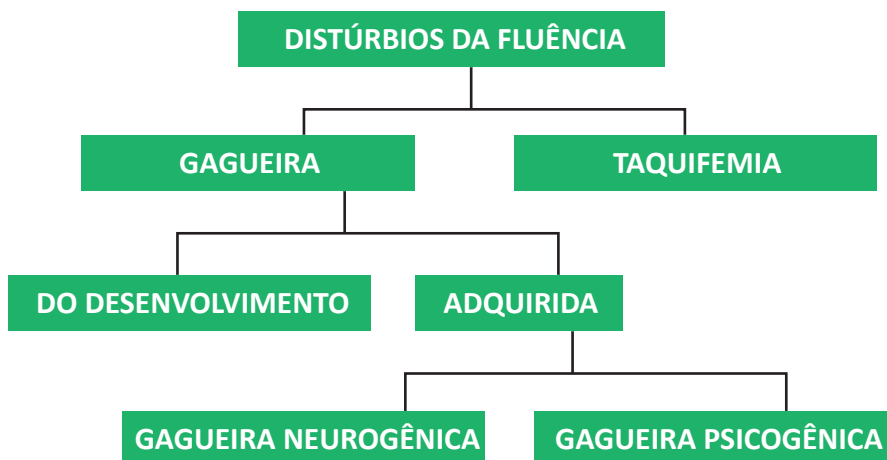 DISTÚRBIOS DA FLUÊNCIA
GAGUEIRA
TAQUIFEMIA
DO DESENVOLVIMENTO
ADQUIRIDA
GAGUEIRA NEUROGÊNICA
GAGUEIRA PSICOGÊNICA